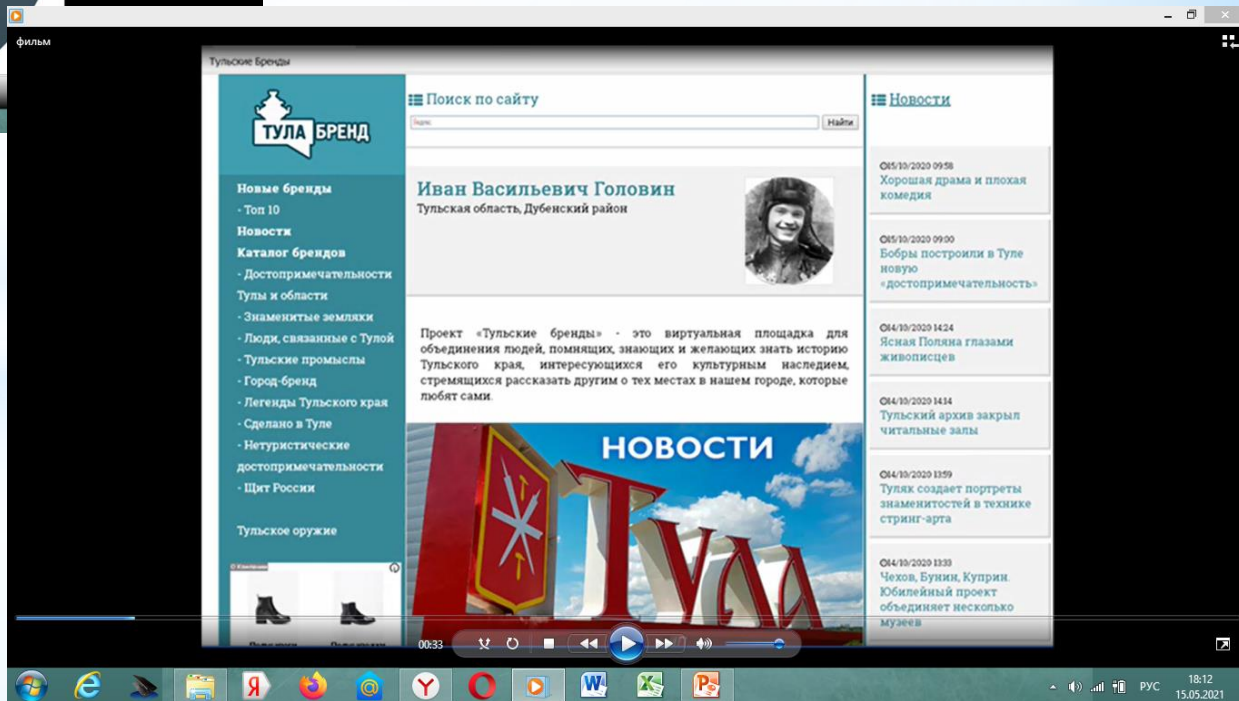 фильм
Тульские Бренды
ТУЛА БРЕНД
Новые бренды
- Топ 10
Новости
Каталог брендов
- Достопримечательности
Тулы и области
- Знаменитые земляки
- Люди, связанные с Тулой
- Тульские промыслы
- Город-бренд
- Легенды Тульского края
- Сделано в Туле
- Нетуристические
достопримечательности
- Щит России
Тульское оружие
Поиск по сайту
Найти
Иван Васильевич Головин
Тульская область, Дубенский район
Проект «Тульские бренды» - это виртуальная площадка для
объединения людей, помнящих, знающих и желающих знать историю
Тульского края, интересующихся его культурным наследием,
стремящихся рассказать другим о тех местах в нашем городе, которые
любят сами.
НОВОСТИ
Тула
Новости
15/10/2020 09:58
Хорошая драма и плохая
комедия
15/10/2020 09:00
Бобры построили в Туле
новую
«достопримечательность»
14/10/2020 14:24
Ясная Поляна глазами
живописцев
14/10/2020 14:14
Тульский архив закрыл
читальные залы
14/10/2020 13:59
Туляк создает портреты
знаменитостей в технике
стринг-арта
14/10/2020 13:33
Чехов, Бунин, Куприн.
Юбилейный проект
объединяет несколько
музеев
00:33
РУС
18:12
15.05.2021